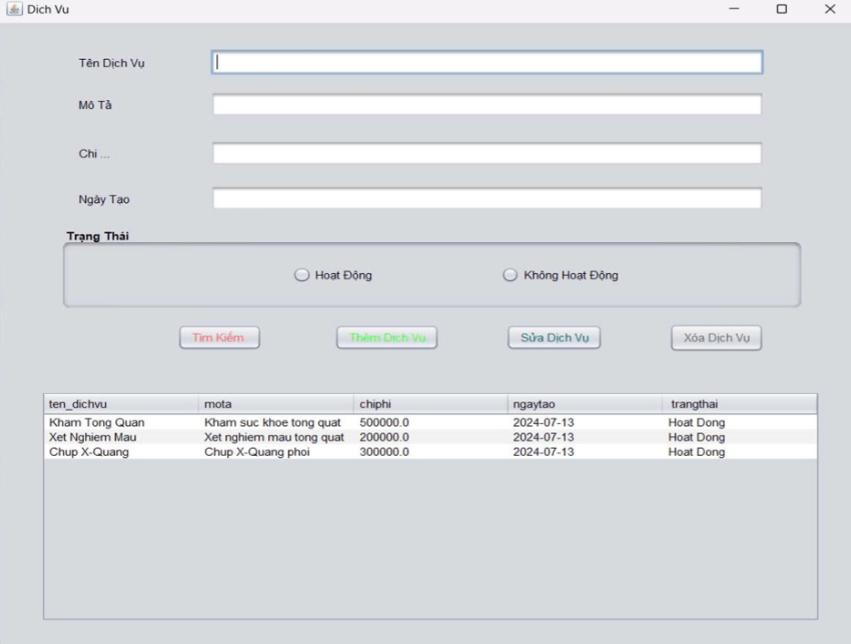 Dich Vu
Tên Dịch Vụ
Mô Tả
Chi ...
Ngày Tạo
Trạng Thái
Hoạt Động Không Hoạt Động
Tìm Kiếm Thêm Dịch Vụ Sửa Dịch Vụ Xóa Dịch Vụ
ten_dichvu mota chiphi ngaytao trangthai
Kham Tong Quan Kham suc khoe tong quat 500000.0 2024-07-13 Hoat Dong
Xet Nghiem Mau Xet nghiem mau tong quat 200000.0 2024-07-13 Hoat Dong
Chup X-Quang Chup X-Quang phoi 300000.0 2024-07-13 Hoat Dong